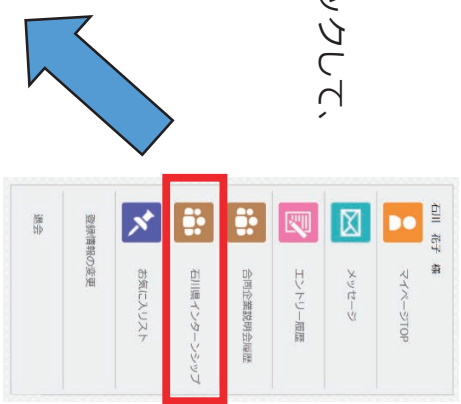 ックして、
石川 花子 様
マイページTOP
メッセージ
エントリー履歴
合同企業説明会履歴
石川県インターンシップ
お気に入りリスト
登録情報の変更
退会